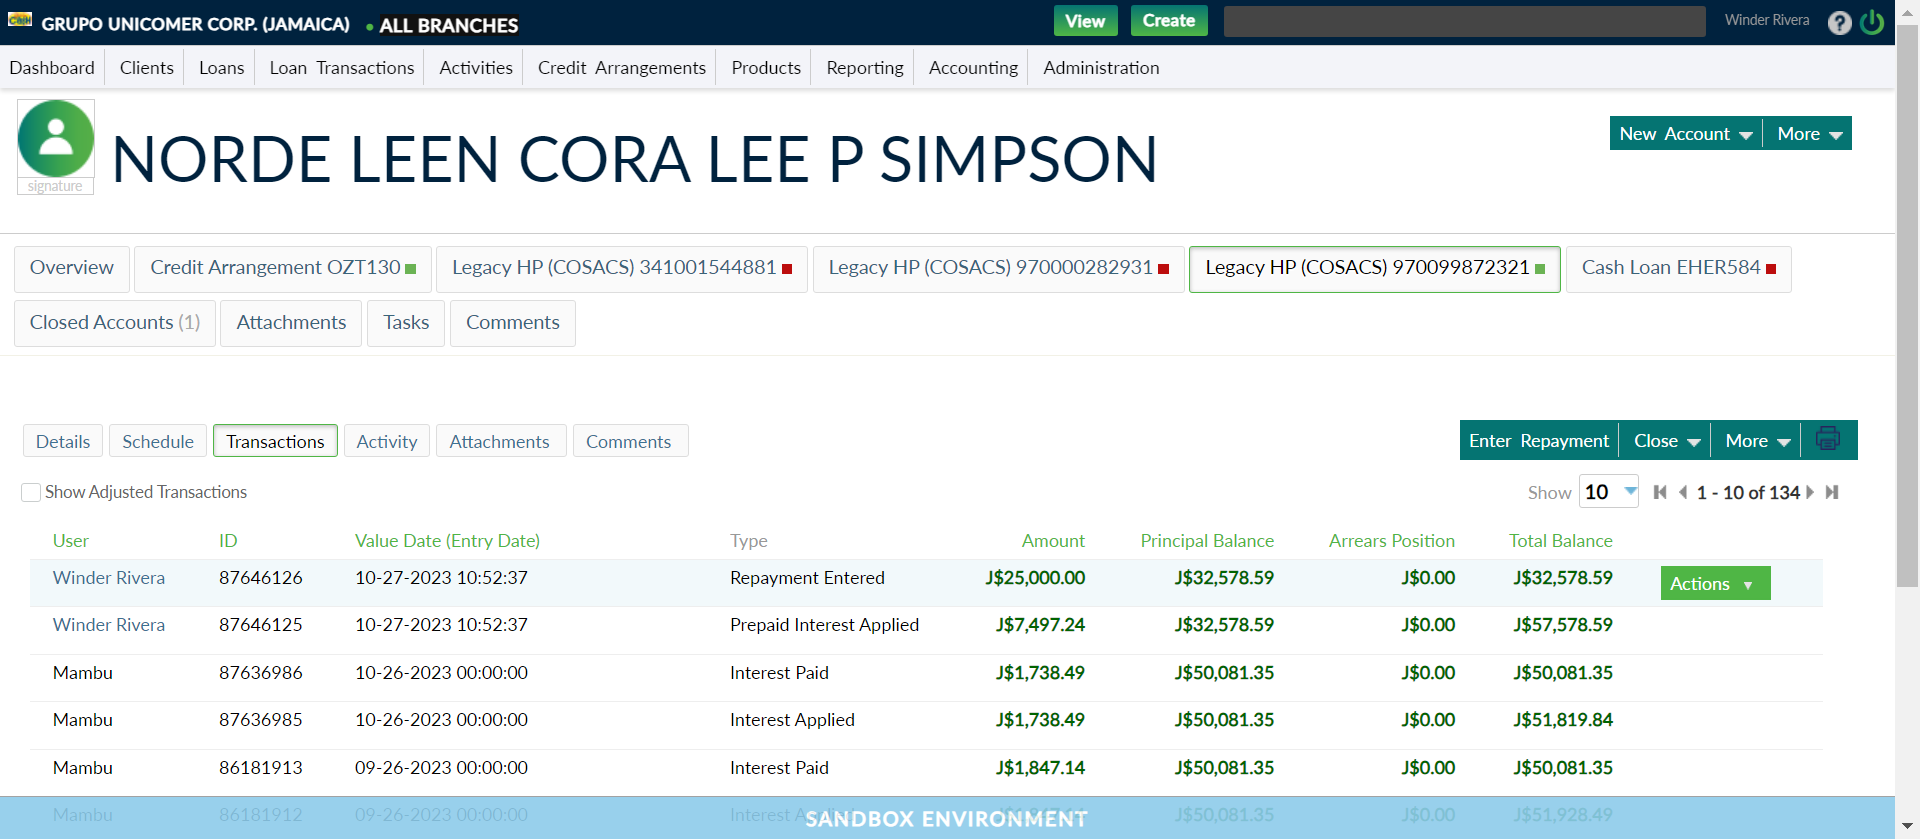 CaSH GRUPO UNICOMER CORP. (JAMAICA) ALL BRANCHES View Create Winder Rivera ?
Dashboard Clients Loans Loan Transactions Activities Credit Arrangements Products Reporting Accounting Administration
NORDE LEEN CORA LEE P SIMPSON New Account More
signature
Overview Credit Arrangement OZT130 Legacy HP (COSACS) 341001544881 Legacy HP (COSACS) 970000282931 Legacy HP (COSACS) 970099872321 Cash Loan EHER584
Closed Accounts (1) Attachments Tasks Comments
Details Schedule Transactions Activity Attachments Comments Enter Repayment Close More
Show Adjusted Transactions Show 10 1 - 10 of 134
User ID Value Date (Entry Date) Type Amount Principal Balance Arrears Position Total Balance
Winder Rivera 87646126 10-27-2023 10:52:37 Repayment Entered J$25,000.00 J$32,578.59 J$0.00 J$32,578.59 Actions
Winder Rivera 87646125 10-27-2023 10:52:37 Prepaid Interest Applied J$7,497.24 J$32,578.59 J$0.00 J$57,578.59
Mambu 87636986 10-26-2023 00:00:00 Interest Paid J$1,738.49 J$50,081.35 J$0.00 J$50,081.35
Mambu 87636985 10-26-2023 00:00:00 Interest Applied J$1,738.49 J$50,081.35 J$0.00 J$51,819.84
Mambu 86181913 09-26-2023 00:00:00 Interest Paid J$1,847.14 J$50,081.35 J$0.00 J$50,081.35
Mambu 86181912 09-26-2023 00:00:00 Interest J$50,081.35 J$0.00 J$51,928.49
SANDBOX ENVIRONMENT